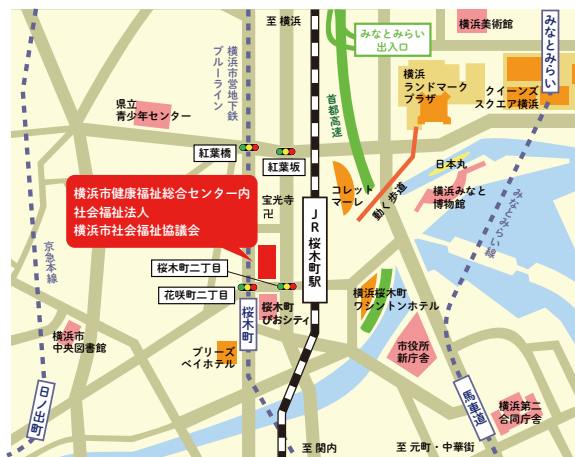 至 横浜
みなとみらい
出入口
横浜美術館
みなとみらい
横浜市営地下鉄
ブルーライン
首都高速
横浜
ランドマーク
プラザ
クイーンズ
スクエア横浜
県立
青少年センター
紅葉橋
紅葉坂
日本丸
コレット
マーレ
動く歩道
横浜みなと
博物館
横浜市健康福祉総合センター内
社会福祉法人
横浜市社会福祉協議会
宝光寺
卍
JR桜木町駅
みなとみらい線
京急本線
桜木町二丁目
花咲町二丁目
桜木町
桜木町
ぴおシティ
横浜桜木町
ワシントンホテル
横浜市
中央図書館
ブリーズ
ベイホテル
市役所
新庁舎
日ノ出町
馬車道
横浜第二
合同庁舎
至 関内
至 元町・中華街